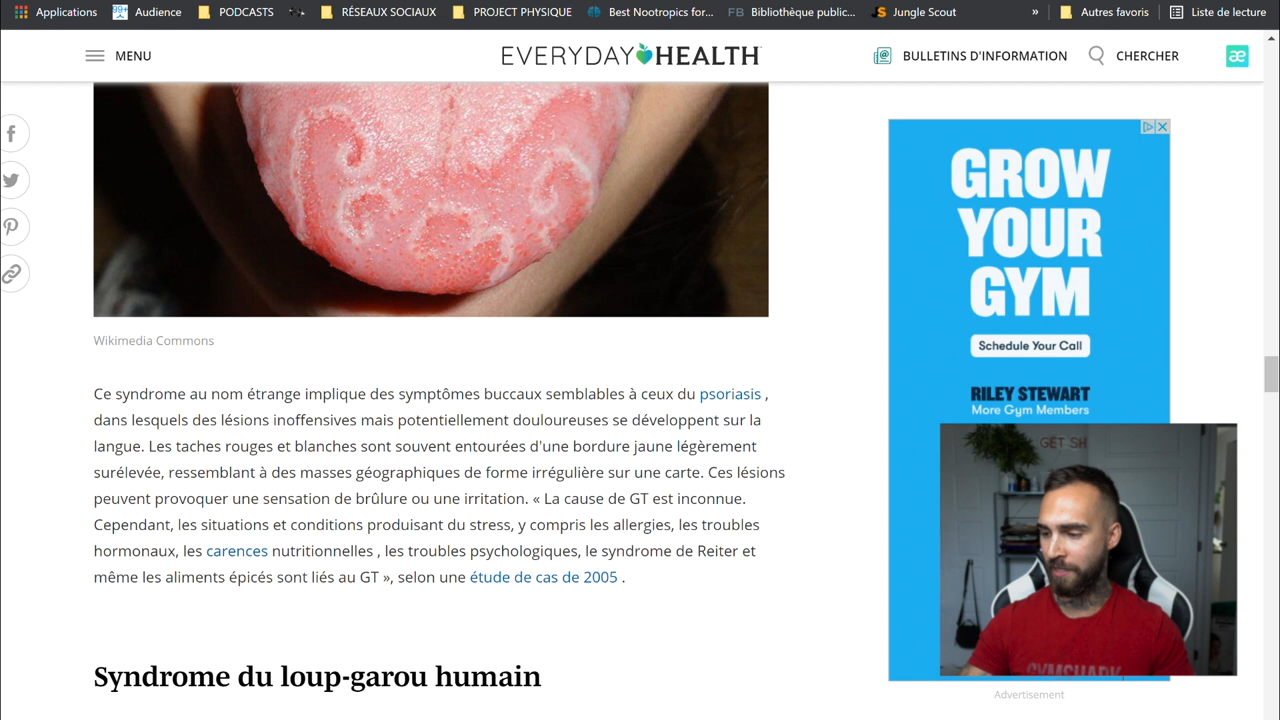 Applications
99+
Audience
PODCASTS
RÉSEAUX SOCIAUX
PROJECT PHYSIQUE
Best Nootropics for...
FB Bibliothèque public...
Jungle Scout
»
Autres favoris
Liste de lecture
MENU
EVERYDAY HEALTH
BULLETINS D'INFORMATION
CHERCHER
æ
Wikimedia Commons
Ce syndrome au nom étrange implique des symptômes buccaux semblables à ceux du psoriasis ,
dans lesquels des lésions inoffensives mais potentiellement douloureuses se développent sur la
langue. Les taches rouges et blanches sont souvent entourées d'une bordure jaune légèrement
surélevée, ressemblant à des masses géographiques de forme irrégulière sur une carte. Ces lésions
peuvent provoquer une sensation de brûlure ou une irritation. « La cause de GT est inconnue.
Cependant, les situations et conditions produisant du stress, y compris les allergies, les troubles
hormonaux, les carences nutritionnelles , les troubles psychologiques, le syndrome de Reiter et
même les aliments épicés sont liés au GT », selon une étude de cas de 2005 .
Syndrome du loup-garou humain
GROW
YOUR
GYM
Schedule Your Call
RILEY STEWART
More Gym Members
GET SH
GYMSHARK
Advertisement